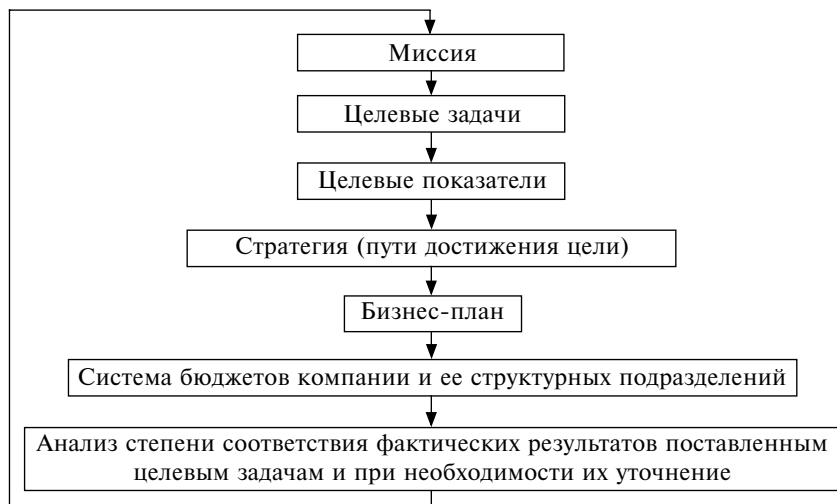 Миссия
Целевые задачи
Целевые показатели
Стратегия (пути достижения цели)
Бизнес-план
Система бюджетов компании и ее структурных подразделений
Анализ степени соответствия фактических результатов поставленным
целевым задачам и при необходимости их уточнение